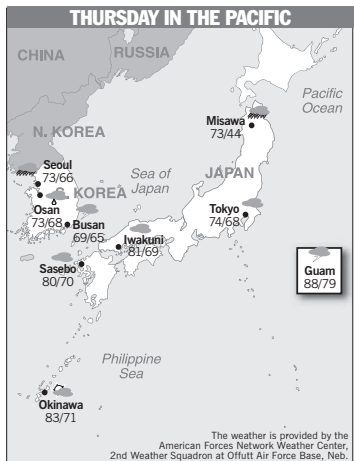 THURSDAY IN THE PACIFIC
CHINA
RUSSIA
Pacific
Ocean
Misawa
73/44
N. KOREA
Seoul
73/66
Sea of
Japan
JAPAN
S. KOREA
Osan
73/68
Busan
69/65
Tokyo
74/68
Iwakuni
81/69
Sasebo
80/70
Guam
88/79
Philippine
Sea
Okinawa
83/71
The weather is provided by the
American Forces Network Weather Center,
2nd Weather Squadron at Offutt Air Force Base, Neb.